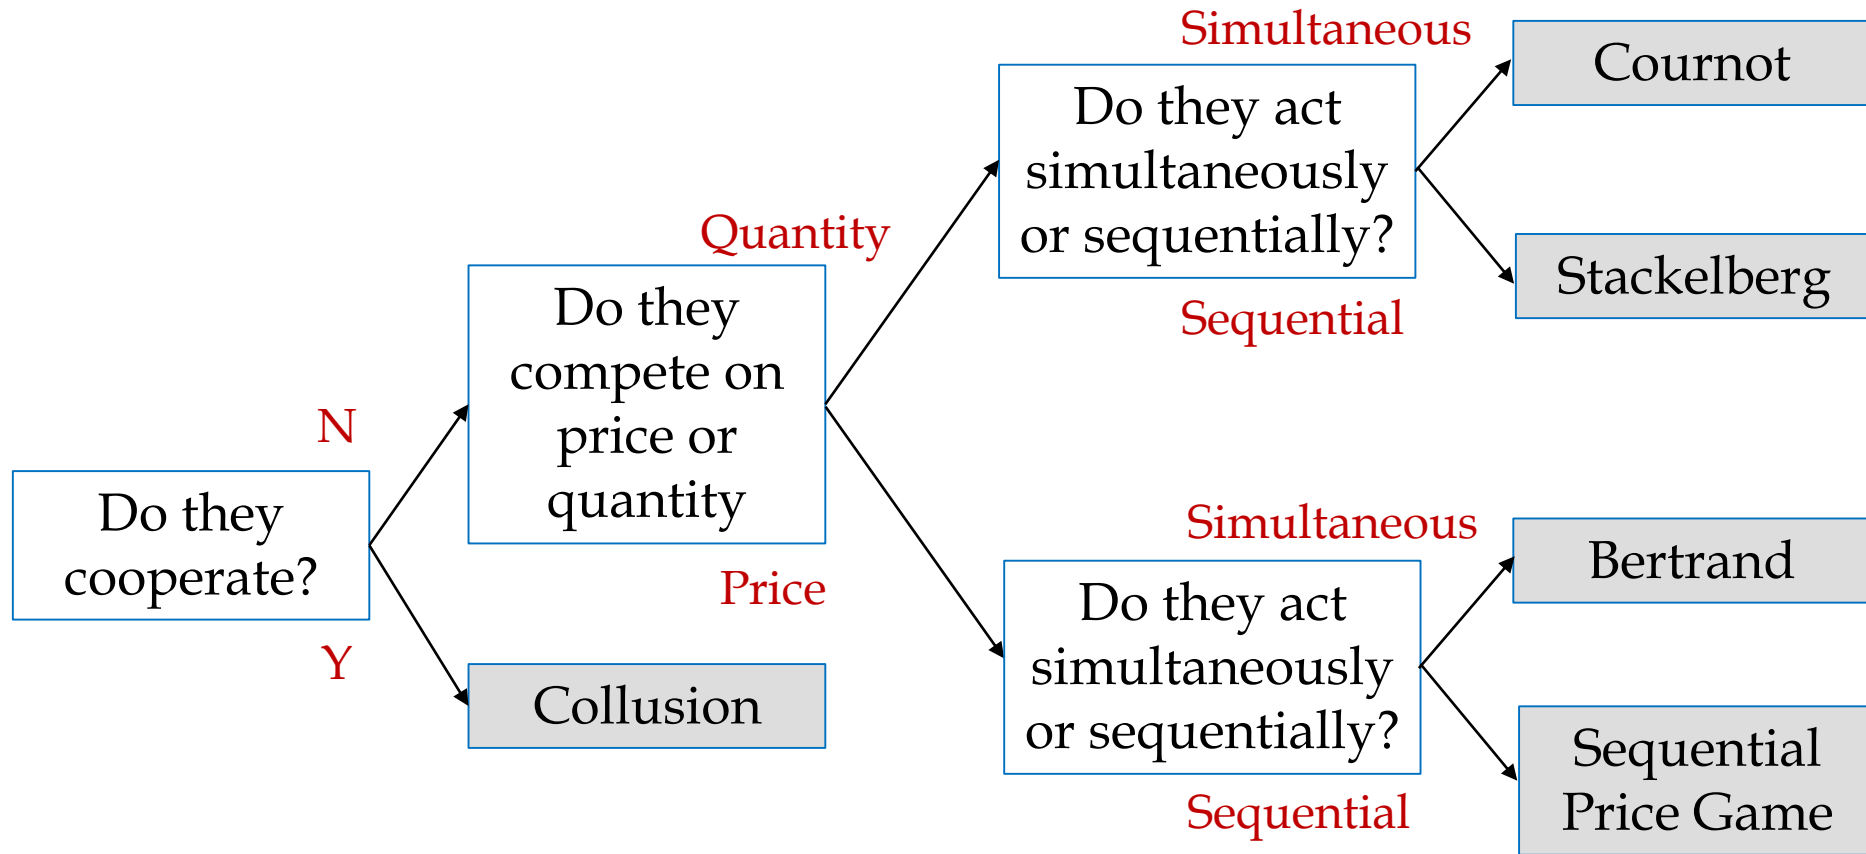 Do they
cooperate?
N
Y
Do they
compete on
price or
quantity
Collusion
Quantity
Price
Do they act
simultaneously
or sequentially?
Simultaneous
Sequential
Cournot
Stackelberg
Do they act
simultaneously
or sequentially?
Simultaneous
Sequential
Bertrand
Sequential
Price Game